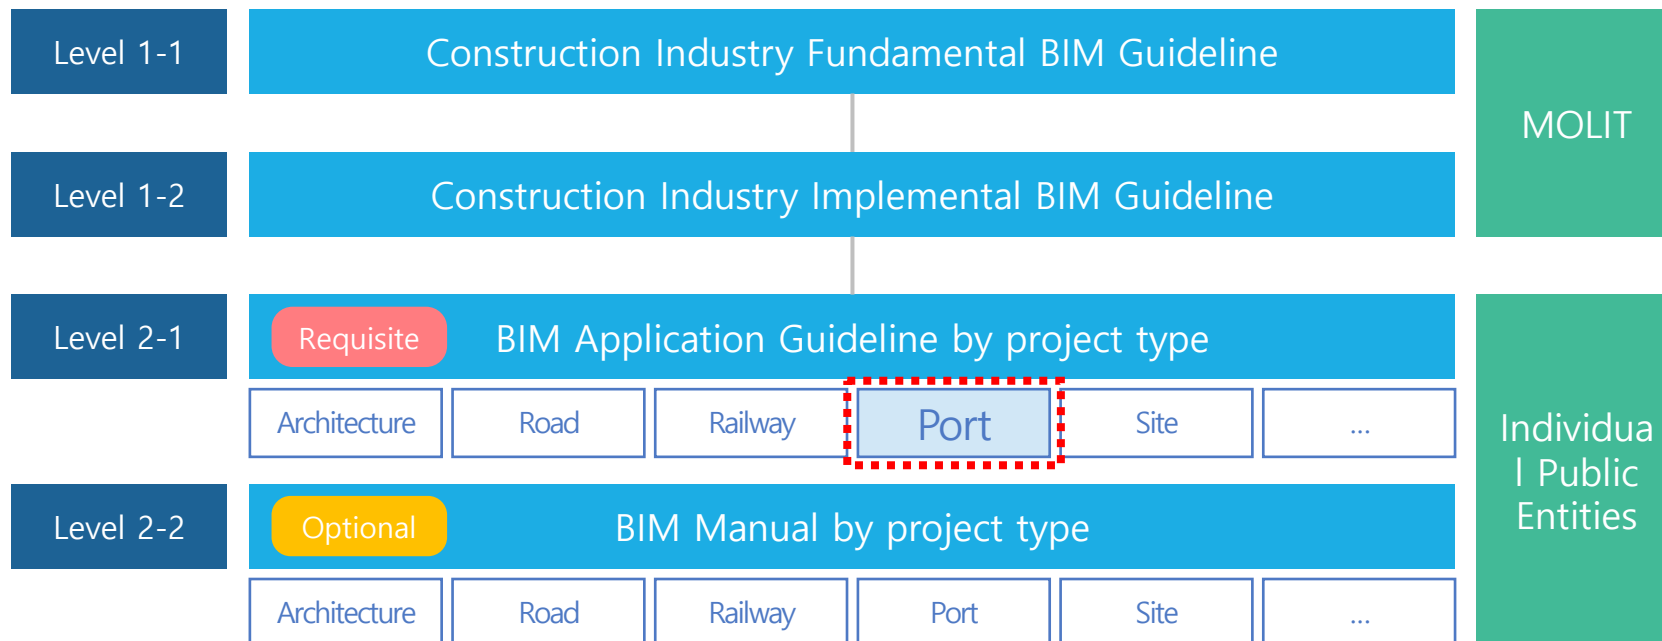 Level 1-1
Construction Industry Fundamental BIM Guideline
MOLIT
Level 1-2
Construction Industry Implemental BIM Guideline
Level 2-1
Requisite
BIM Application Guideline by project type
Architecture
Road
Railway
Port
Site
...
Individua
l Public
Entities
Level 2-2
Optional
BIM Manual by project type
Architecture
Road
Railway
Port
Site
...